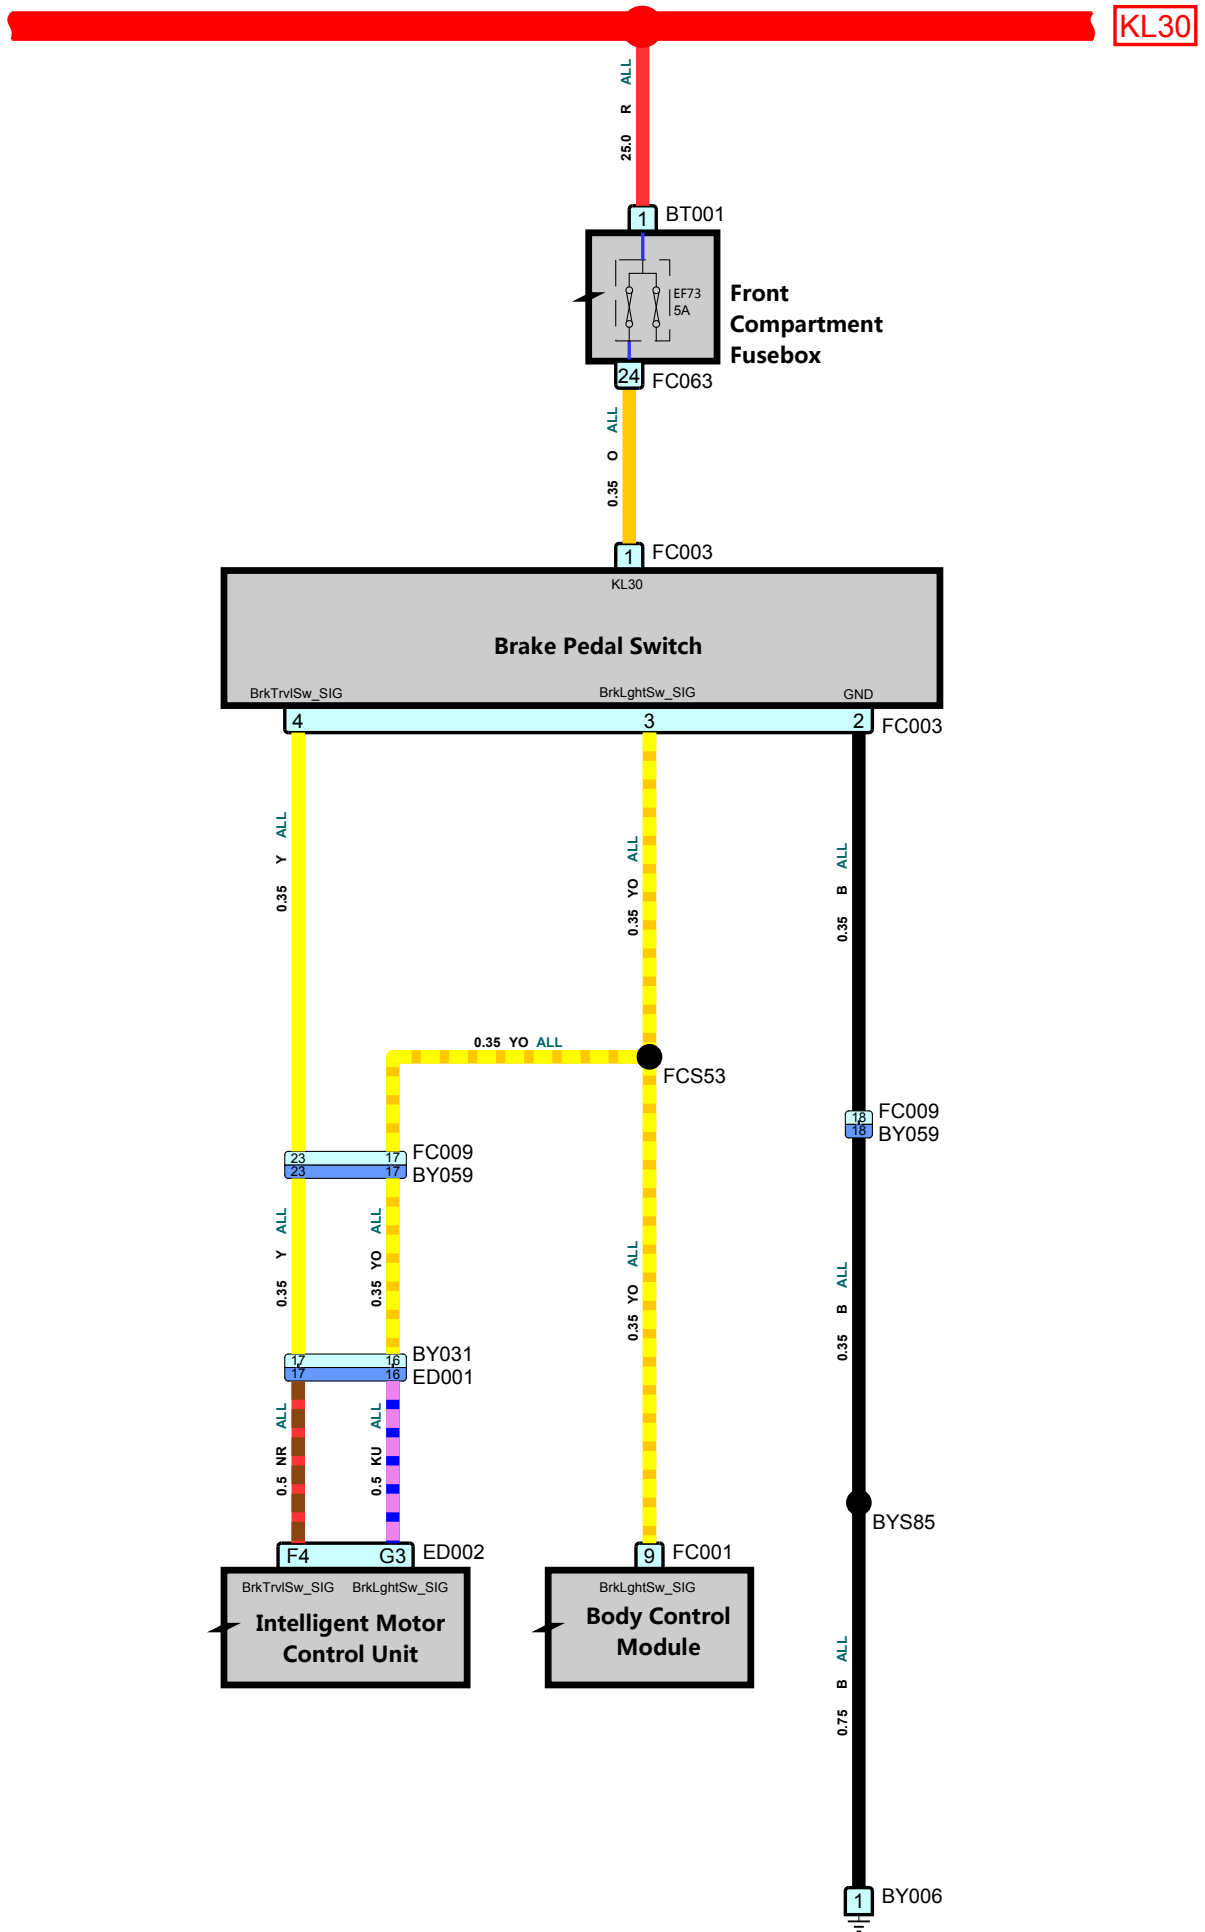 KL30
25.0 R ALL
1 BT001
EF73
5A
Front
Compartment
Fusebox
24 FC063
0.35 O ALL
1 FC003
KL30
Brake Pedal Switch
BrkTrvlSw_SIG BrkLghtSw_SIG GND
4 3 2 FC003
0.35 Y ALL
0.35 YO ALL
0.35 B ALL
0.35 YO ALL
FCS53
18 FC009
18 BY059
23 17 FC009
23 17 BY059
0.35 Y ALL
0.35 YO ALL
0.35 YO ALL
0.35 B ALL
17 16 BY031
17 16 ED001
0.5 NR ALL
0.5 KU ALL
BYS85
F4 G3 ED002
9 FC001
BrkTrvlSw_SIG BrkLghtSw_SIG
Intelligent Motor
Control Unit
BrkLghtSw_SIG
Body Control
Module
0.75 B ALL
1 BY006